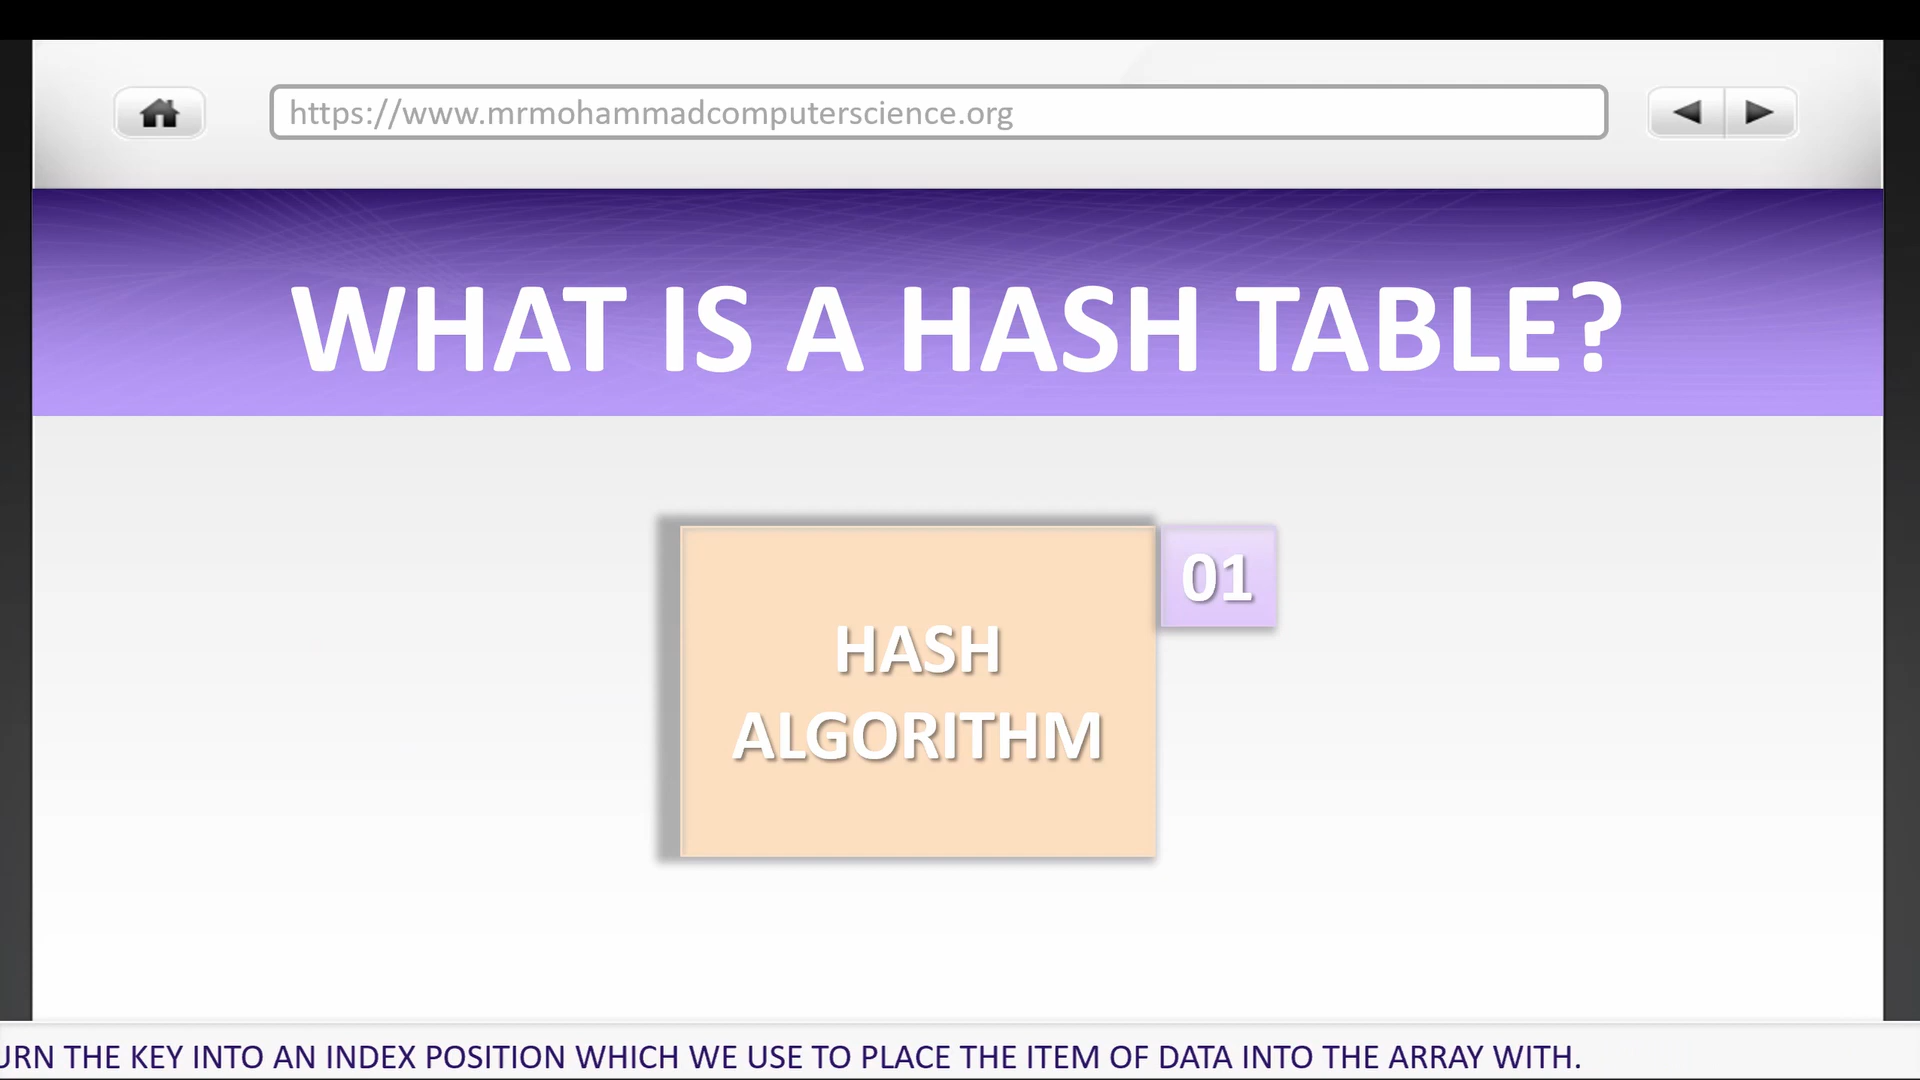 https://www.mrmohammadcomputerscience.org
WHAT IS A HASH TABLE?
01
HASH
ALGORITHM
THE KEY INTO AN INDEX POSITION WHICH WE USE TO PLACE THE ITEM OF DATA INTO THE ARRAY WITH.